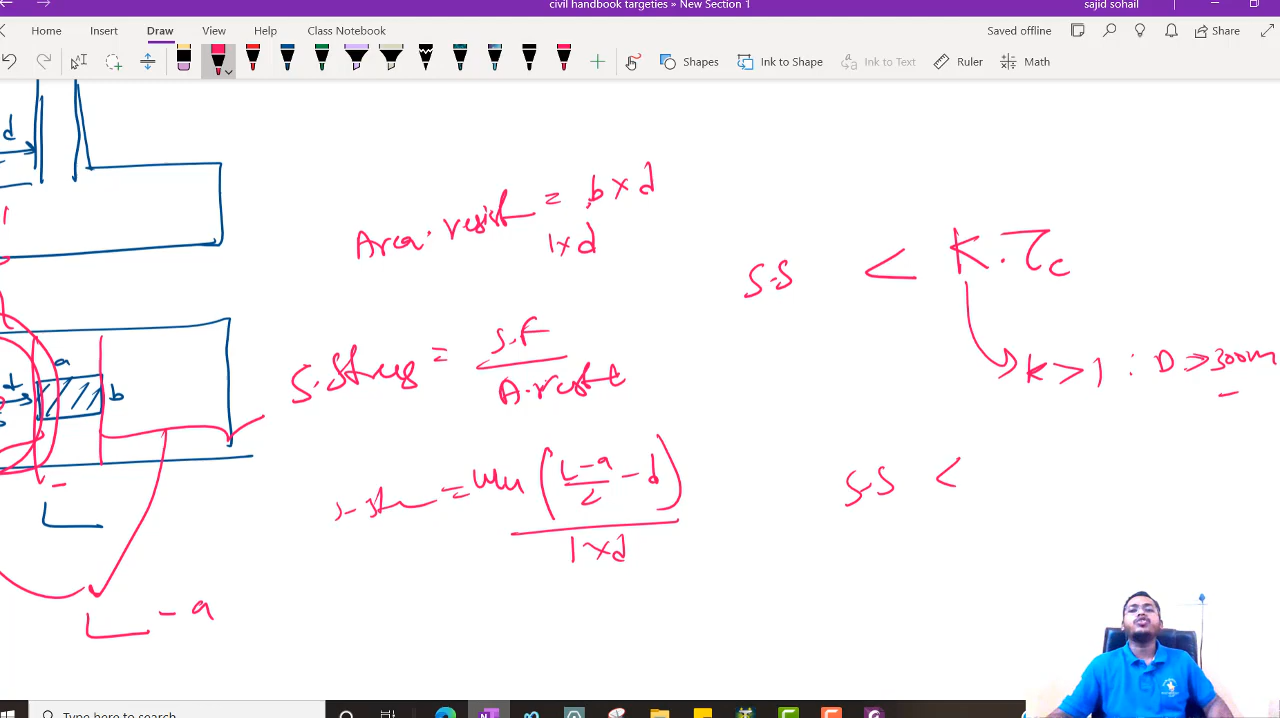 civil handbook targeties » New Section 1
sajid sohail
Home Insert Draw View Help Class Notebook
Saved offline
Share
Shapes
Ink to Shape
Ink to Text
Ruler
Math
d
Area. resist = b × d
1×d
S.S < K.τc
S.Stress = S.F
A.resist
K > 1 : D ⇒ 300m
a
b
L-a
2
- d
1×d
S.S <
L - a
Type here to search